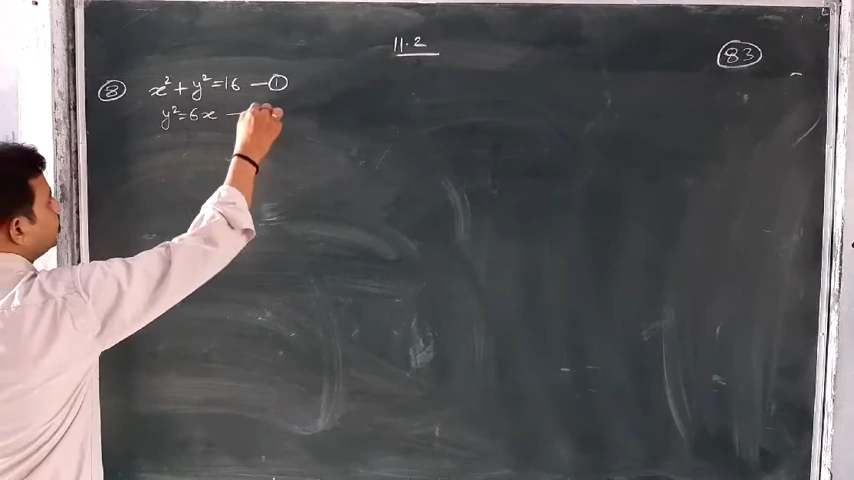 11.2
83
8 x² + y² = 16 — 1
y² = 6x —